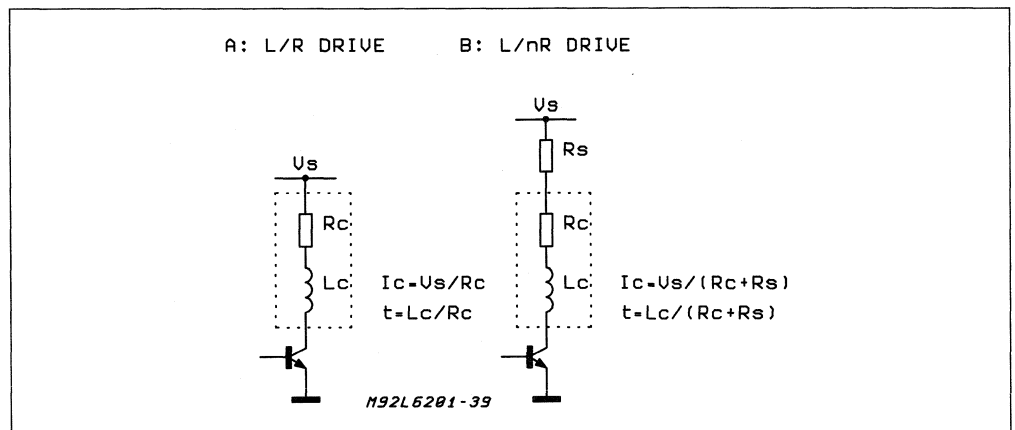 A: L/R DRIVE
B: L/nR DRIVE
Vs
Rc
Lc
Ic=Vs/Rc
t=Lc/Rc
Vs
Rs
Rc
Lc
Ic=Vs/(Rc+Rs)
t=Lc/(Rc+Rs)
M92L6201-39